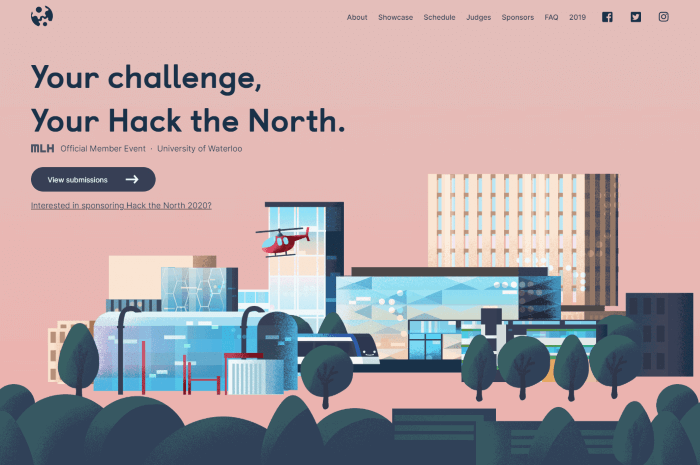 About Showcase Schedule Judges Sponsors FAQ 2019
Your challenge,
Your Hack the North.
MLH Official Member Event · University of Waterloo
View submissions
Interested in sponsoring Hack the North 2020?